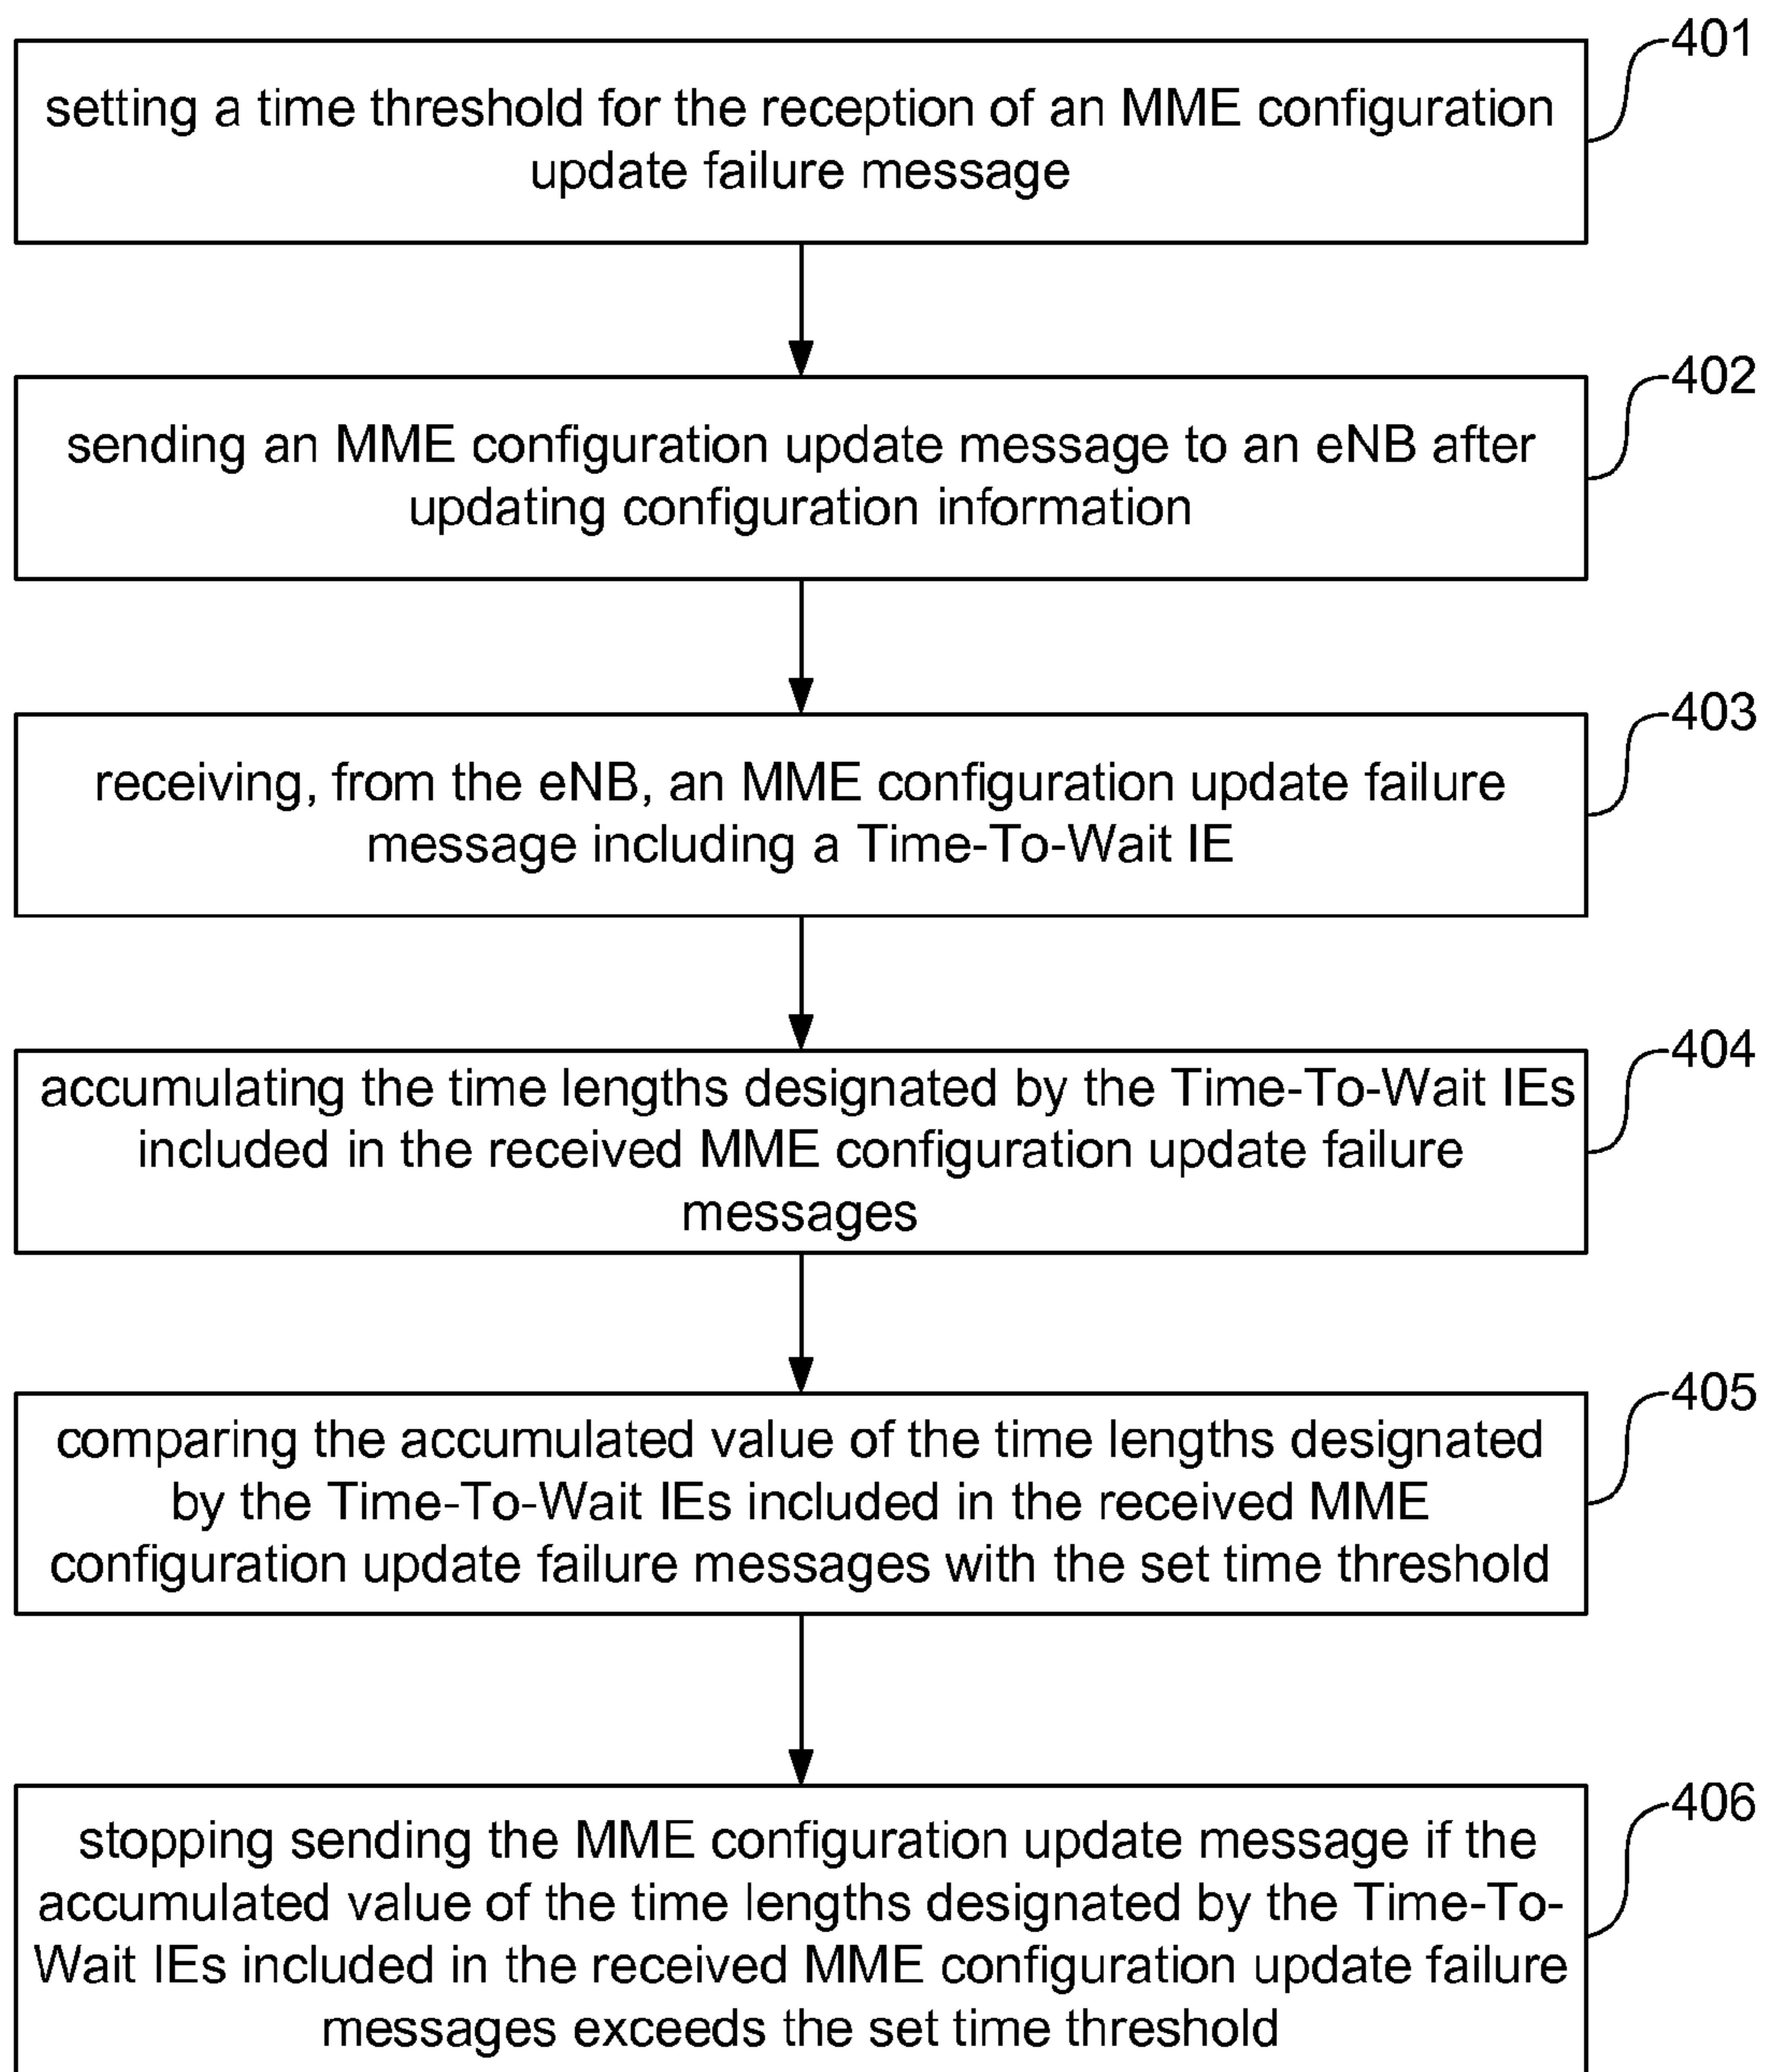 401
setting a time threshold for the reception of an MME configuration
update failure message
402
sending an MME configuration update message to an eNB after
updating configuration information
403
receiving, from the eNB, an MME configuration update failure
message including a Time-To-Wait IE
404
accumulating the time lengths designated by the Time-To-Wait IEs
included in the received MME configuration update failure
messages
405
comparing the accumulated value of the time lengths designated
by the Time-To-Wait IEs included in the received MME
configuration update failure messages with the set time threshold
406
stopping sending the MME configuration update message if the
accumulated value of the time lengths designated by the Time-To-
Wait IEs included in the received MME configuration update failure
messages exceeds the set time threshold